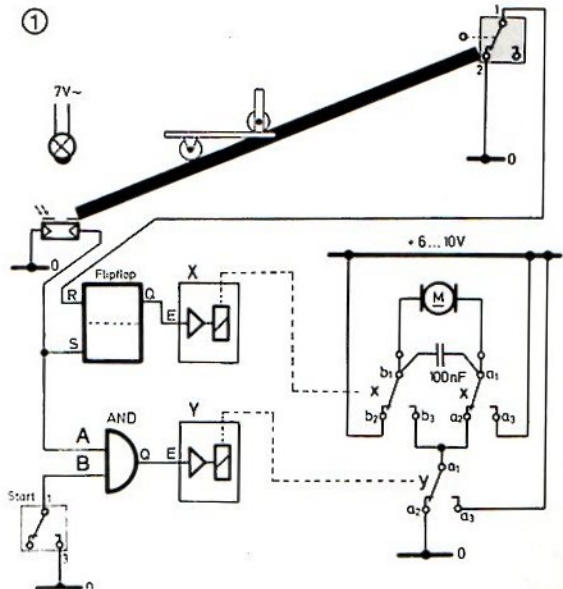 ①
1
2
7V~
0
0
+ 6 ... 10V
Flipflop
X
R
Q
E
M
S
b₁
100nF
a₁
X
X
AND
Y
b₂
b₃
a₂
a₃
A
Q
E
B
a₁
y
Start
1
a₂
a₃
3
0
0